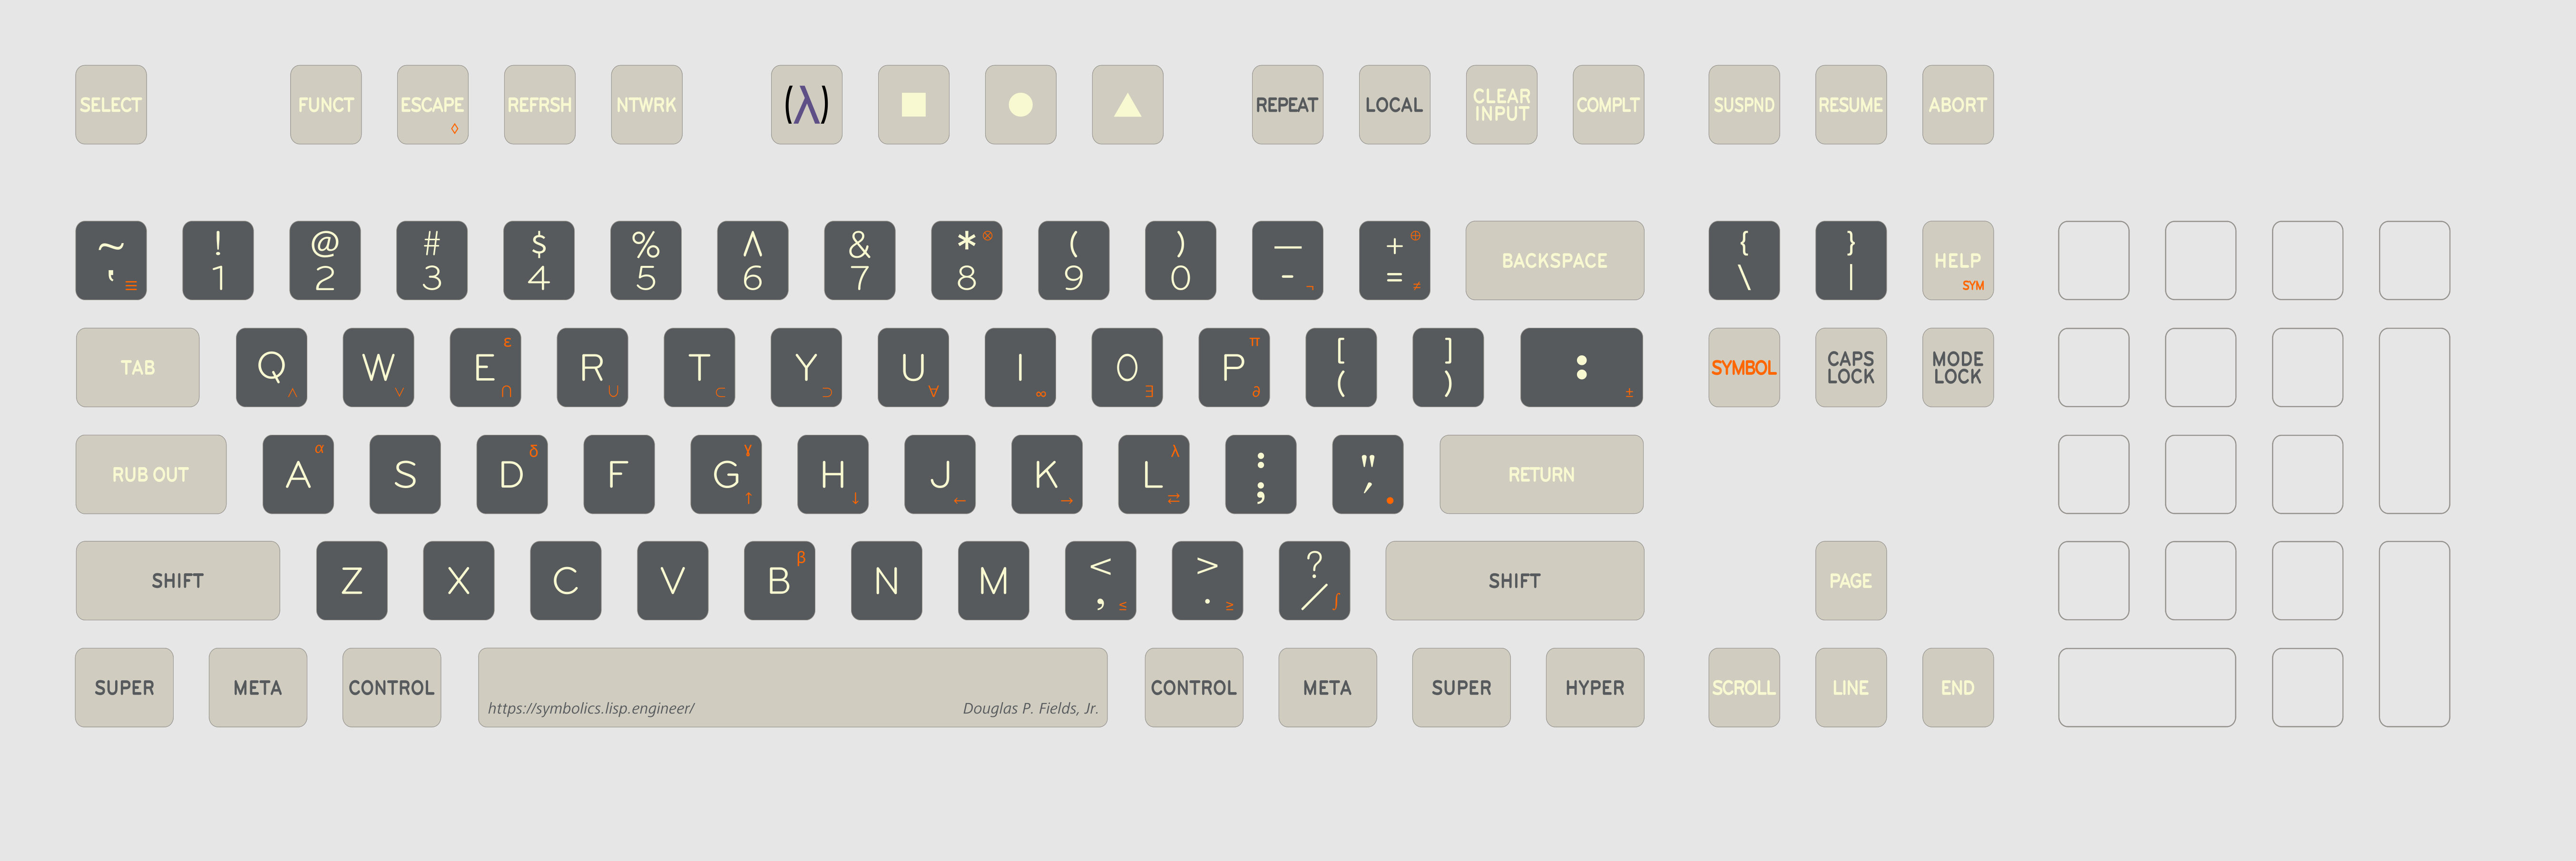 SELECT FUNCT ESCAPE ◊ REFRSH NTWRK (λ) ■ ● ▲ REPEAT LOCAL CLEAR INPUT COMPLT SUSPND RESUME ABORT
~ ‛ ≡ ! 1 @ 2 # 3 $ 4 % 5 ∧ 6 & 7 * ⊗ 8 ( 9 ) 0 — - ¬ + ⊕ = ≠ BACKSPACE { \ } | HELP SYM
TAB Q ∧ W ∨ E ε ∩ R ∪ T ⊂ Y ⊃ U ∀ I ∞ O ∃ P π ∂ [ ( ] ) : ± SYMBOL CAPS LOCK MODE LOCK
RUB OUT A α S D δ F G γ ↑ H ↓ J ← K → L λ ⇄ : ; " ′ • RETURN
SHIFT Z X C V B β N M < , ≤ > . ≥ ? / ∫ SHIFT PAGE
SUPER META CONTROL https://symbolics.lisp.engineer/ Douglas P. Fields, Jr. CONTROL META SUPER HYPER SCROLL LINE END